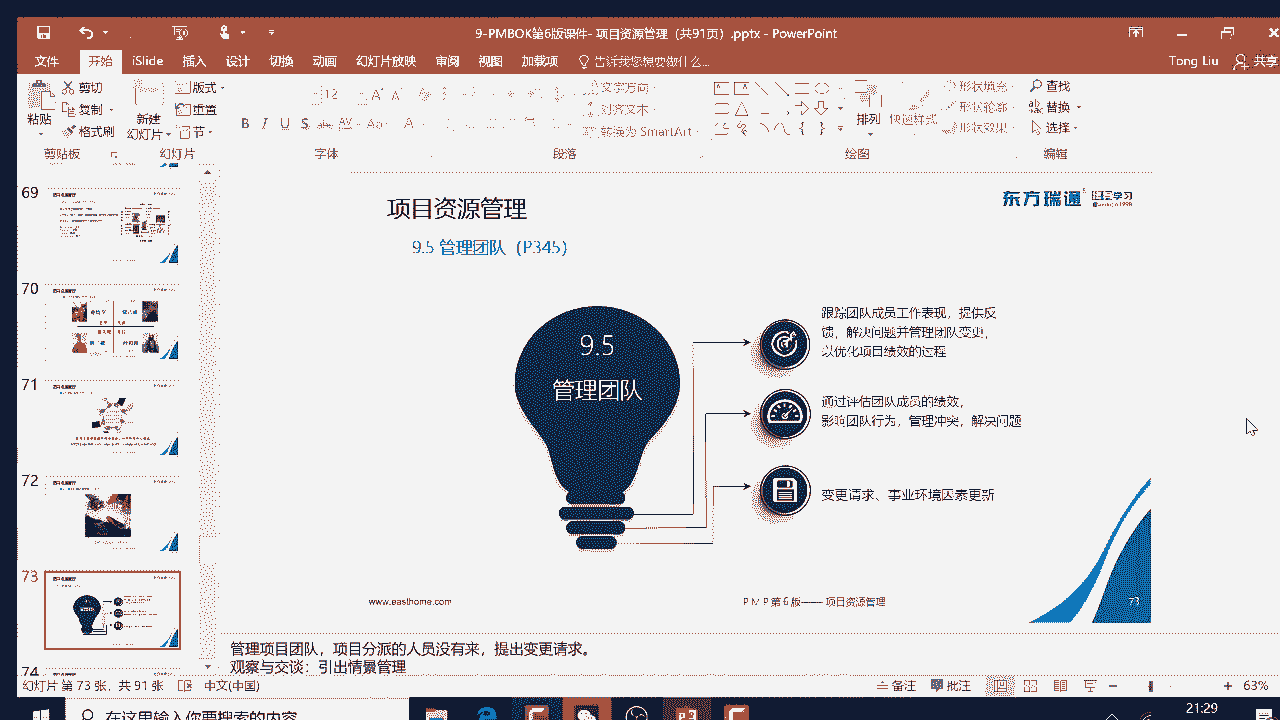 9-PMBOK第6版课件- 项目资源管理（共91页）.pptx - PowerPoint
文件 开始 iSlide 插入 设计 切换 动画 幻灯片放映 审阅 视图 加载项 告诉我您想要做什么... Tong Liu 共享
粘贴 剪切 复制 格式刷
新建 幻灯片 版式 重置 节
12
B I U S
文字方向 对齐文本 转换为 SmartArt
排列 快速样式 形状填充 形状轮廓 形状效果
查找 替换 选择
剪贴板 幻灯片 字体 段落 绘图 编辑
69
70
71
72
73
74
项目资源管理
东方瑞通
9.5 管理团队（P345）
9.5
管理团队
跟踪团队成员工作表现，提供反
馈，解决问题并管理团队变更，
以优化项目绩效的过程
通过评估团队成员的绩效，
影响团队行为，管理冲突，解决问题
变更请求、事业环境因素更新
www.easthome.com
P M P 第 6 版—— 项目资源管理
73
管理项目团队，项目分派的人员没有来，提出变更请求。
观察与交谈：引出情景管理
幻灯片 第 73 张，共 91 张 中文(中国) 备注 批注 63%
在这里输入你要搜索的内容
21:29